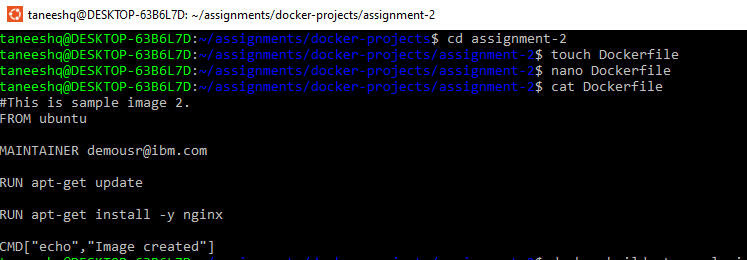 taneeshq@DESKTOP-63B6L7D: ~/assignments/docker-projects/assignment-2
taneeshq@DESKTOP-63B6L7D:~/assignments/docker-projects$ cd assignment-2
taneeshq@DESKTOP-63B6L7D:~/assignments/docker-projects/assignment-2$ touch Dockerfile
taneeshq@DESKTOP-63B6L7D:~/assignments/docker-projects/assignment-2$ nano Dockerfile
taneeshq@DESKTOP-63B6L7D:~/assignments/docker-projects/assignment-2$ cat Dockerfile
#This is sample image 2.
FROM ubuntu
MAINTAINER demousr@ibm.com
RUN apt-get update
RUN apt-get install -y nginx
CMD["echo","Image created"]